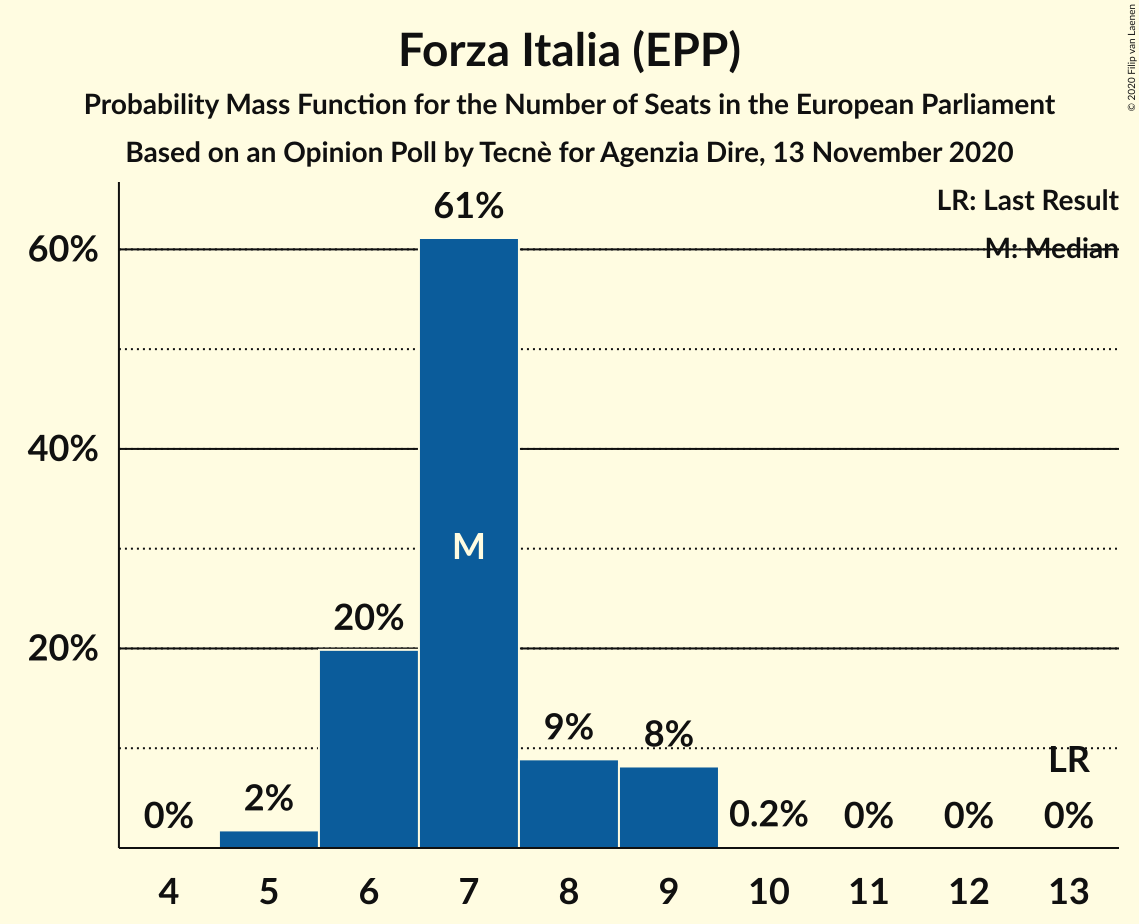 Forza Italia (EPP)
Probability Mass Function for the Number of Seats in the European Parliament
Based on an Opinion Poll by Tecnè for Agenzia Dire, 13 November 2020
© 2020 Filip van Laenen
LR: Last Result
M: Median
61%
60%
40%
M
20%
20%
9%
8%
LR
2%
0%
0.2%
0%
0%
0%
4 5 6 7 8 9 10 11 12 13